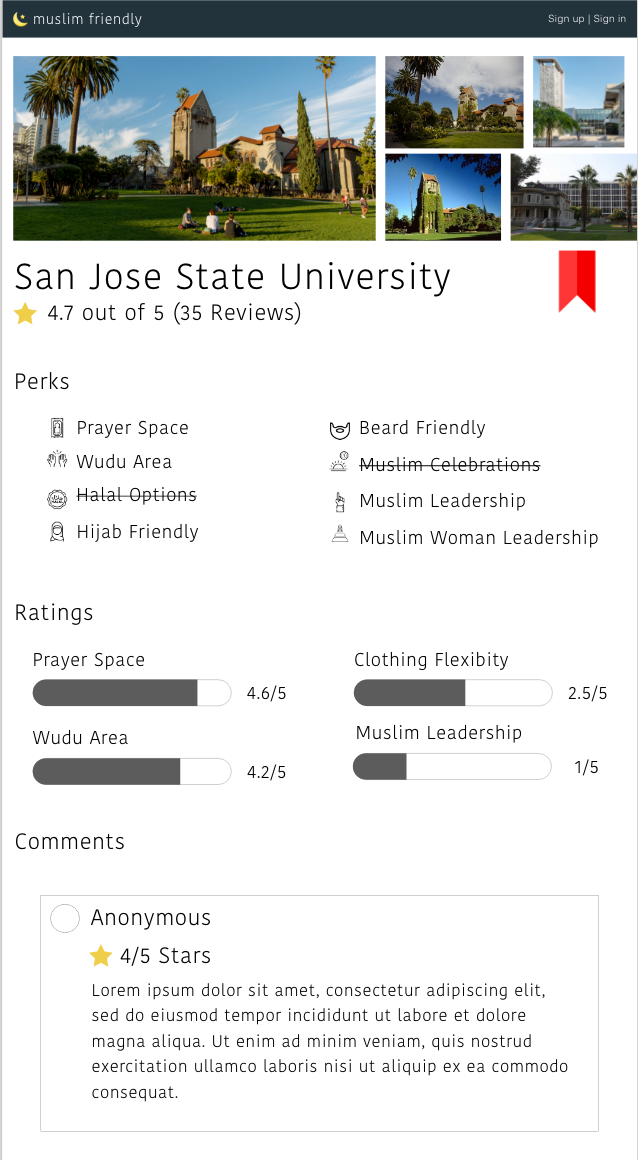 muslim friendly
Sign up | Sign in
San Jose State University
4.7 out of 5 (35 Reviews)
Perks
Prayer Space
Wudu Area
Halal Options
Hijab Friendly
Beard Friendly
Muslim Celebrations
Muslim Leadership
Muslim Woman Leadership
Ratings
Prayer Space
4.6/5
Wudu Area
4.2/5
Clothing Flexibity
2.5/5
Muslim Leadership
1/5
Comments
Anonymous
4/5 Stars
Lorem ipsum dolor sit amet, consectetur adipiscing elit,
sed do eiusmod tempor incididunt ut labore et dolore
magna aliqua. Ut enim ad minim veniam, quis nostrud
exercitation ullamco laboris nisi ut aliquip ex ea commodo
consequat.